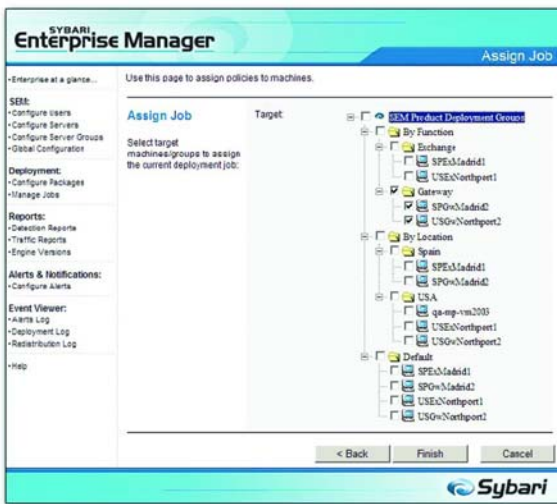 SYBARI
Enterprise Manager
Assign Job
•Enterprise at a glance...
SEM:
•Configure Users
•Configure Servers
•Configure Server Groups
•Global Configuration
Deployment:
•Configure Packages
•Manage Jobs
Reports:
•Detection Reports
•Traffic Reports
•Engine Versions
Alerts & Notifications:
•Configure Alerts
Event Viewer:
•Alerts Log
•Deployment Log
•Redistribution Log
•Help
Use this page to assign policies to machines.
Assign Job
Select target
machines/groups to assign
the current deployment job:
Target:
SEM Product Deployment Groups
By Function
Exchange
SPExMadrid1
USExNorthport1
Gateway
SPGwMadrid2
USGwNorthport2
By Location
Spain
SPExMadrid1
SPGwMadrid2
USA
qa-mp-vm2003
USExNorthport1
USGwNorthport2
Default
SPExMadrid1
SPGwMadrid2
USExNorthport1
USGwNorthport2
< Back
Finish
Cancel
Sybari